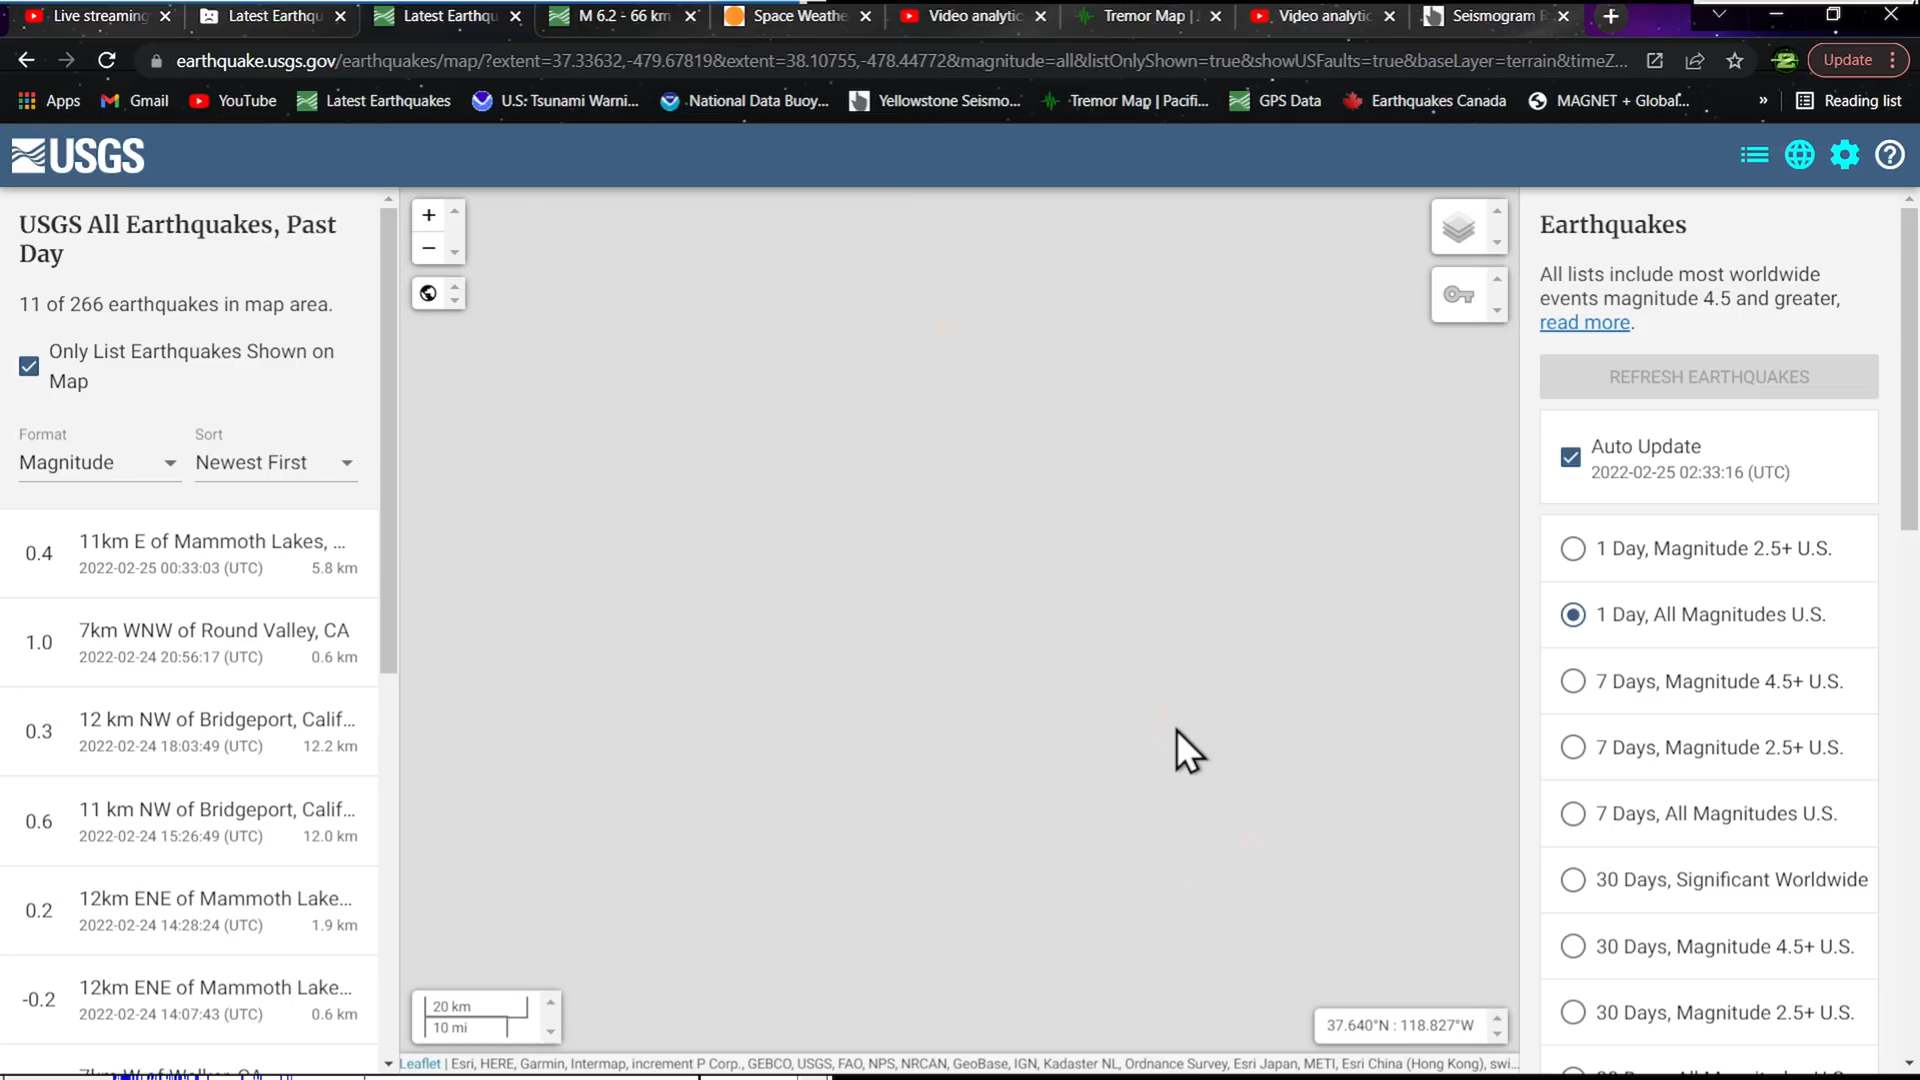 Live streaming
Latest Earthqu
Latest Earthqu
M 6.2 - 66 km
Space Weathe
Video analytic
Tremor Map |
Video analytic
Seismogram
earthquake.usgs.gov/earthquakes/map/?extent=37.33632,-479.67819&extent=38.10755,-478.44772&magnitude=all&listOnlyShown=true&showUSFaults=true&baseLayer=terrain&timeZ...
Update
Apps
Gmail
YouTube
Latest Earthquakes
U.S: Tsunami Warni...
National Data Buoy...
Yellowstone Seismo...
Tremor Map | Pacifi...
GPS Data
Earthquakes Canada
MAGNET + Global...
»
Reading list
USGS
USGS All Earthquakes, Past
Day
11 of 266 earthquakes in map area.
Only List Earthquakes Shown on
Map
Format
Magnitude
Sort
Newest First
0.4
11km E of Mammoth Lakes, ...
2022-02-25 00:33:03 (UTC) 5.8 km
1.0
7km WNW of Round Valley, CA
2022-02-24 20:56:17 (UTC) 0.6 km
0.3
12 km NW of Bridgeport, Calif...
2022-02-24 18:03:49 (UTC) 12.2 km
0.6
11 km NW of Bridgeport, Calif...
2022-02-24 15:26:49 (UTC) 12.0 km
0.2
12km ENE of Mammoth Lake...
2022-02-24 14:28:24 (UTC) 1.9 km
-0.2
12km ENE of Mammoth Lake...
2022-02-24 14:07:43 (UTC) 0.6 km
7km W of Walker, CA
+
−
20 km
10 mi
37.640°N : 118.827°W
Leaflet | Esri, HERE, Garmin, Intermap, increment P Corp., GEBCO, USGS, FAO, NPS, NRCAN, GeoBase, IGN, Kadaster NL, Ordnance Survey, Esri Japan, METI, Esri China (Hong Kong), swi...
Earthquakes
All lists include most worldwide
events magnitude 4.5 and greater,
read more.
REFRESH EARTHQUAKES
Auto Update
2022-02-25 02:33:16 (UTC)
1 Day, Magnitude 2.5+ U.S.
1 Day, All Magnitudes U.S.
7 Days, Magnitude 4.5+ U.S.
7 Days, Magnitude 2.5+ U.S.
7 Days, All Magnitudes U.S.
30 Days, Significant Worldwide
30 Days, Magnitude 4.5+ U.S.
30 Days, Magnitude 2.5+ U.S.